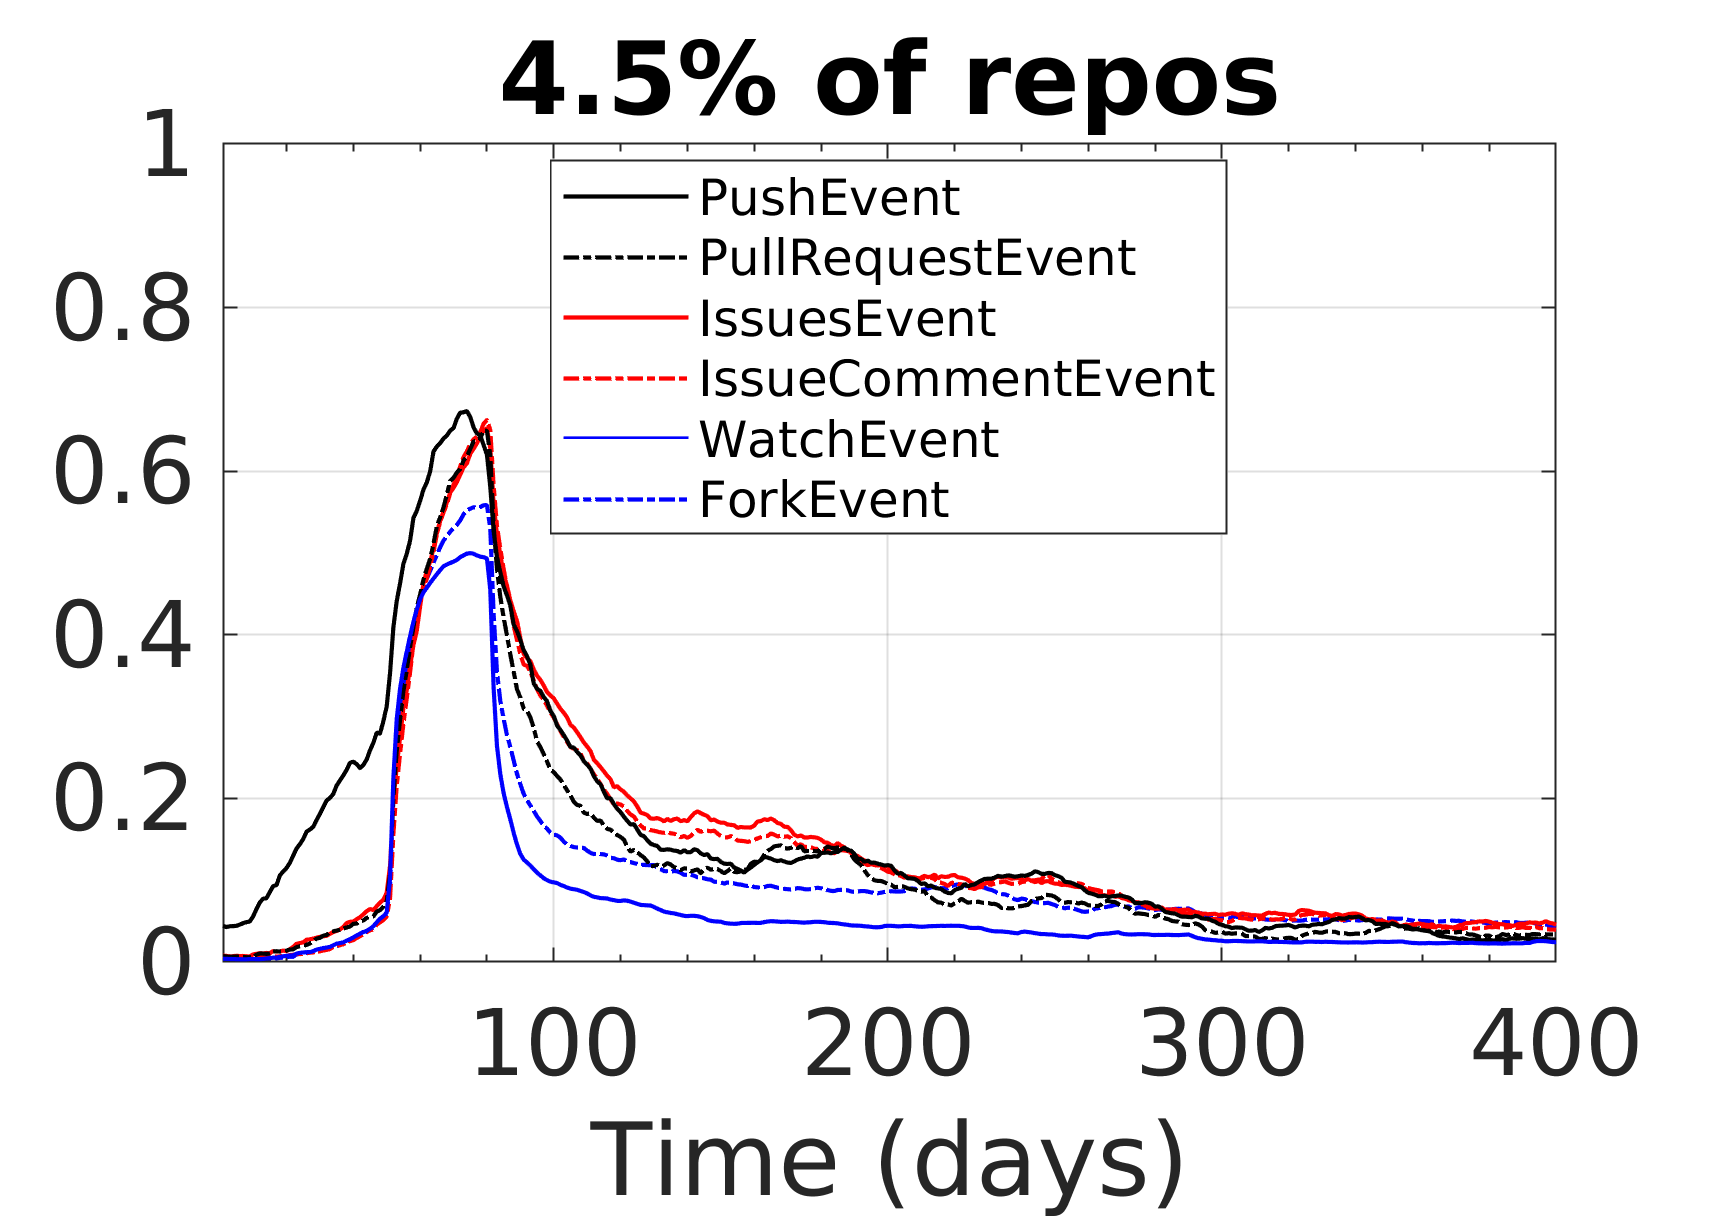 4.5% of repos
1
0.8
0.6
0.4
0.2
0
PushEvent
PullRequestEvent
IssuesEvent
IssueCommentEvent
WatchEvent
ForkEvent
100 200 300 400
Time (days)